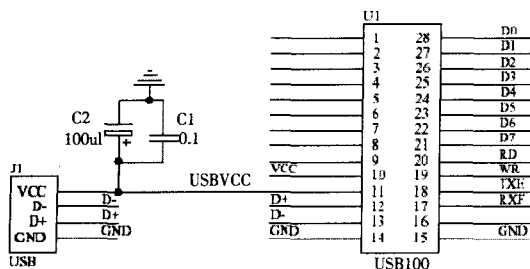 U1
1 28 D0
2 27 D1
3 26 D2
4 25 D3
5 24 D4
6 23 D5
7 22 D6
8 21 D7
9 20 RD
VCC 10 19 WR
USBVCC 11 18 TXE
D+ 12 17 RXF
D- 13 16
GND 14 15 GND
USB100
C2
100ul
+
C1
0.1
J1
VCC
D- D-
D+ D+
GND GND
USB